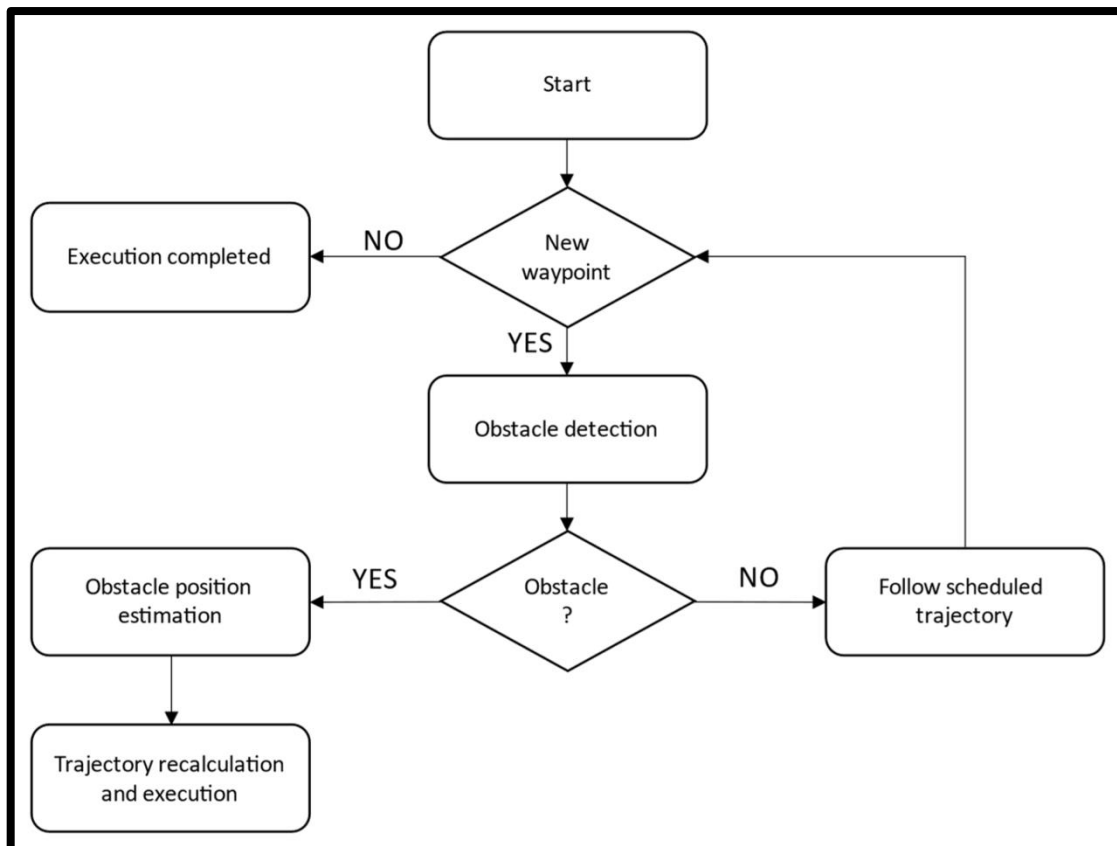 Start
New
waypoint
NO
Execution completed
YES
Obstacle detection
Obstacle
?
YES
Obstacle position
estimation
NO
Follow scheduled
trajectory
Trajectory recalculation
and execution